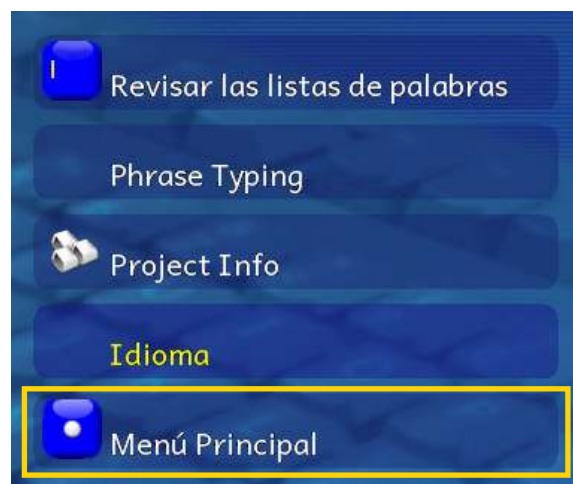 Revisar las listas de palabras
Phrase Typing
Project Info
Idioma
Menú Principal